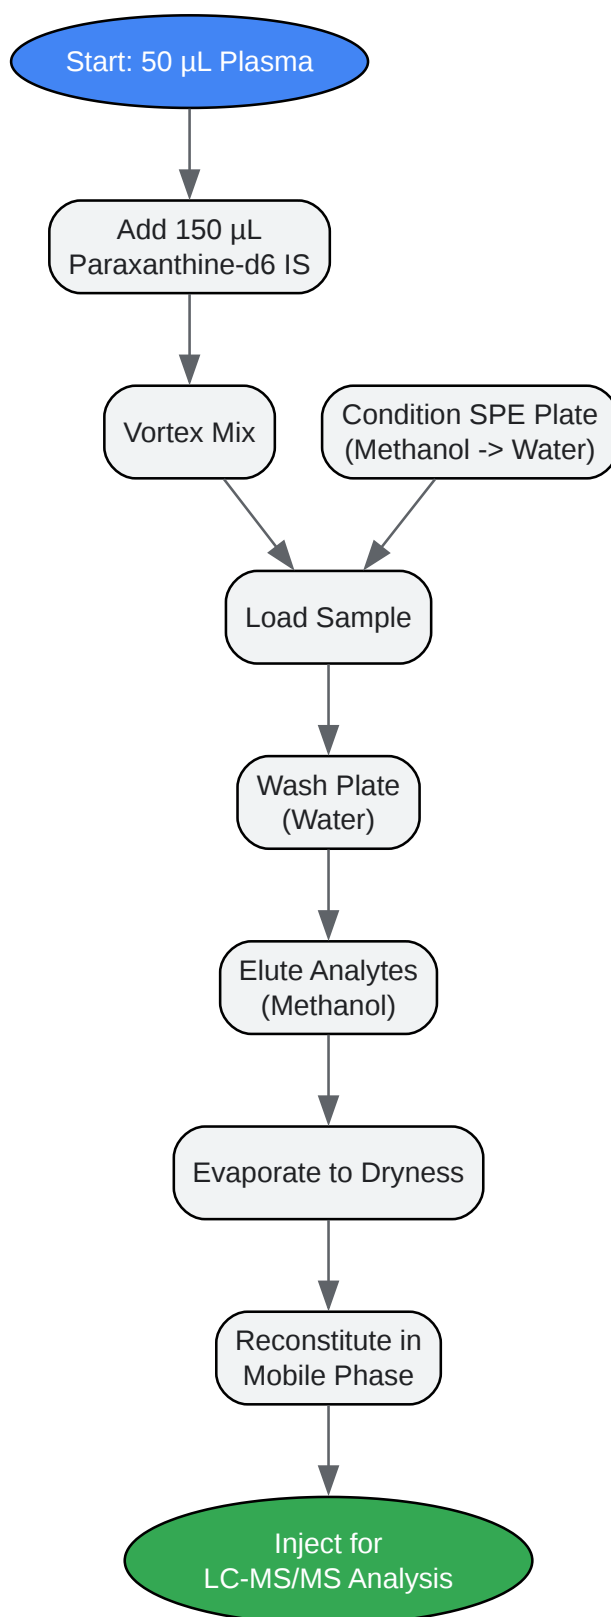 Start: 50 µL Plasma
Add 150 µL
Paraxanthine-d6 IS
Vortex Mix
Condition SPE Plate
(Methanol -> Water)
Load Sample
Wash Plate
(Water)
Elute Analytes
(Methanol)
Evaporate to Dryness
Reconstitute in
Mobile Phase
Inject for
LC-MS/MS Analysis